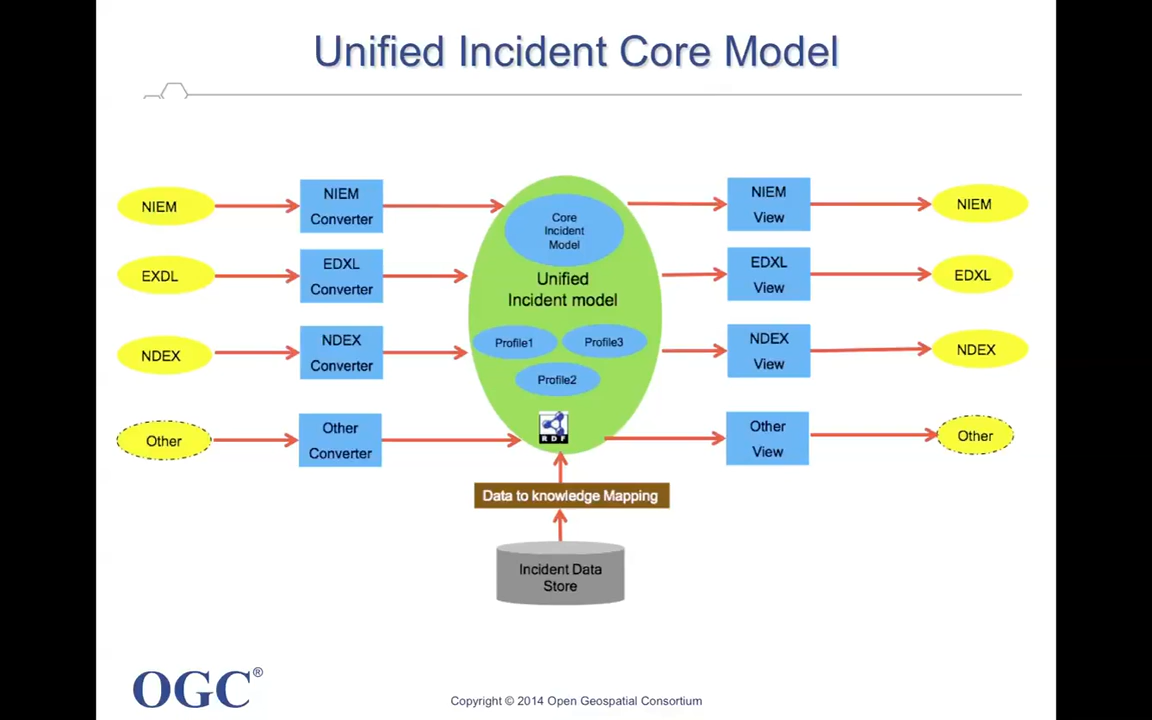 Unified Incident Core Model
NIEM
NIEM
Converter
Core
Incident
Model
NIEM
View
NIEM
EXDL
EDXL
Converter
Unified
Incident model
EDXL
View
EDXL
NDEX
NDEX
Converter
Profile1
Profile3
Profile2
NDEX
View
NDEX
Other
Other
Converter
RDF
Other
View
Other
Data to knowledge Mapping
Incident Data
Store
OGC®
Copyright © 2014 Open Geospatial Consortium